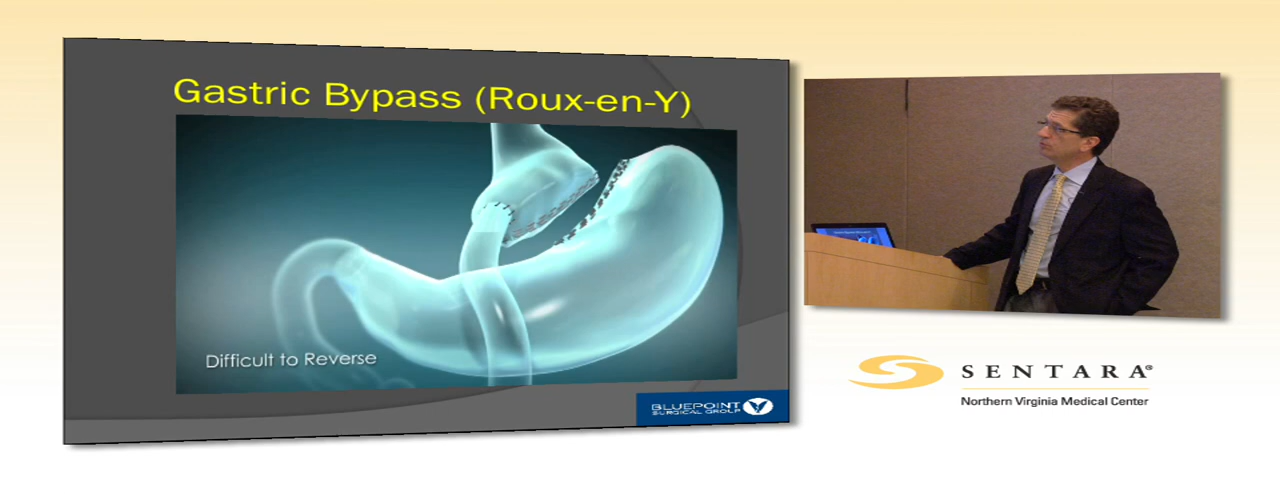 Gastric Bypass (Roux-en-Y)
Difficult to Reverse
BLUEPOINT
SURGICAL GROUP
SENTARA®
Northern Virginia Medical Center